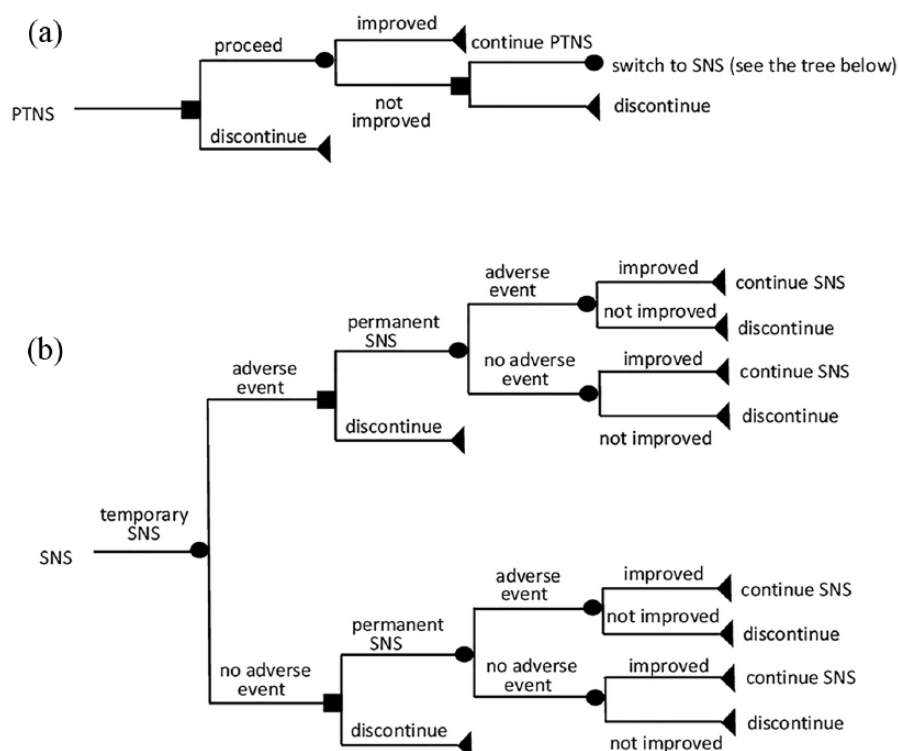 (a)
improved
proceed
continue PTNS
switch to SNS (see the tree below)
PTNS
not
improved
discontinue
discontinue
(b)
improved
adverse
event
continue SNS
not improved
permanent
SNS
discontinue
improved
no adverse
event
continue SNS
adverse
event
discontinue
discontinue
not improved
temporary
SNS
SNS
improved
adverse
event
continue SNS
not improved
permanent
SNS
discontinue
improved
no adverse
event
continue SNS
no adverse event
discontinue
discontinue
not improved